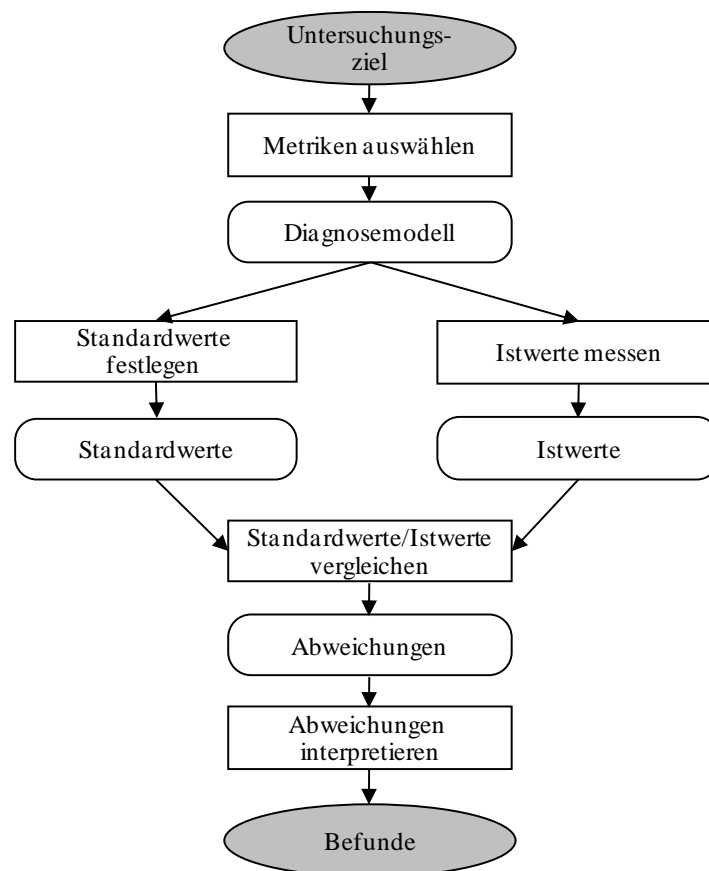 Untersuchungs-
ziel
Metriken auswählen
Diagnosemodell
Standardwerte
festlegen
Istwerte messen
Standardwerte
Istwerte
Standardwerte/Istwerte
vergleichen
Abweichungen
Abweichungen
interpretieren
Befunde